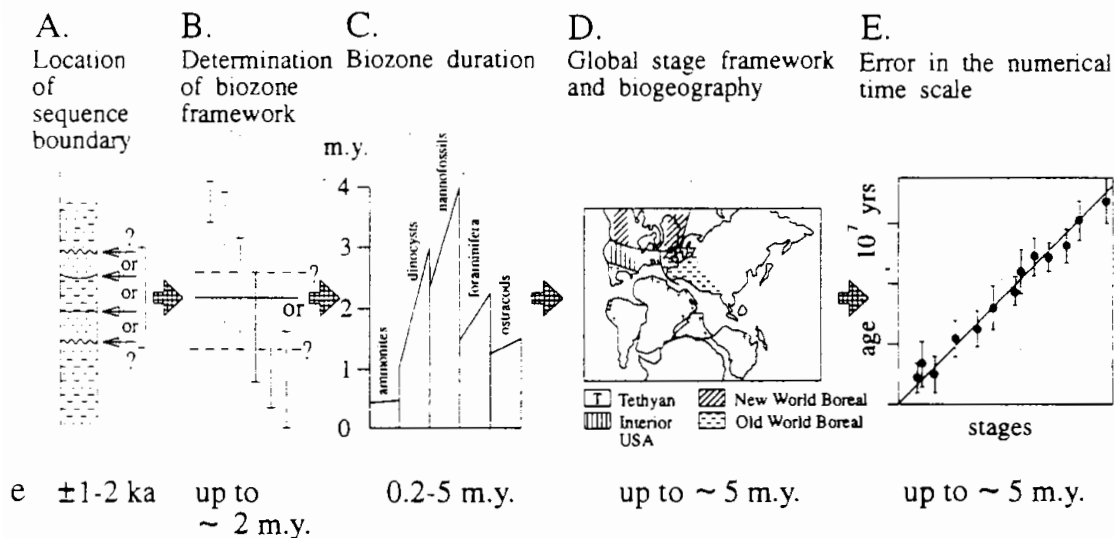 A.
Location
of
sequence
boundary
?
or
or
or
?
B.
Determination
of biozone
framework
?
or
?
C.
Biozone duration
m.y.
4
3
2
1
0
ammonites
dinocysts
nannofossils
foraminifera
ostracods
D.
Global stage framework
and biogeography
T Tethyan
New World Boreal
Interior
USA
Old World Boreal
E.
Error in the numerical
time scale
age 10⁷ yrs
stages
e ±1-2 ka
up to
~ 2 m.y.
0.2-5 m.y.
up to ~ 5 m.y.
up to ~ 5 m.y.